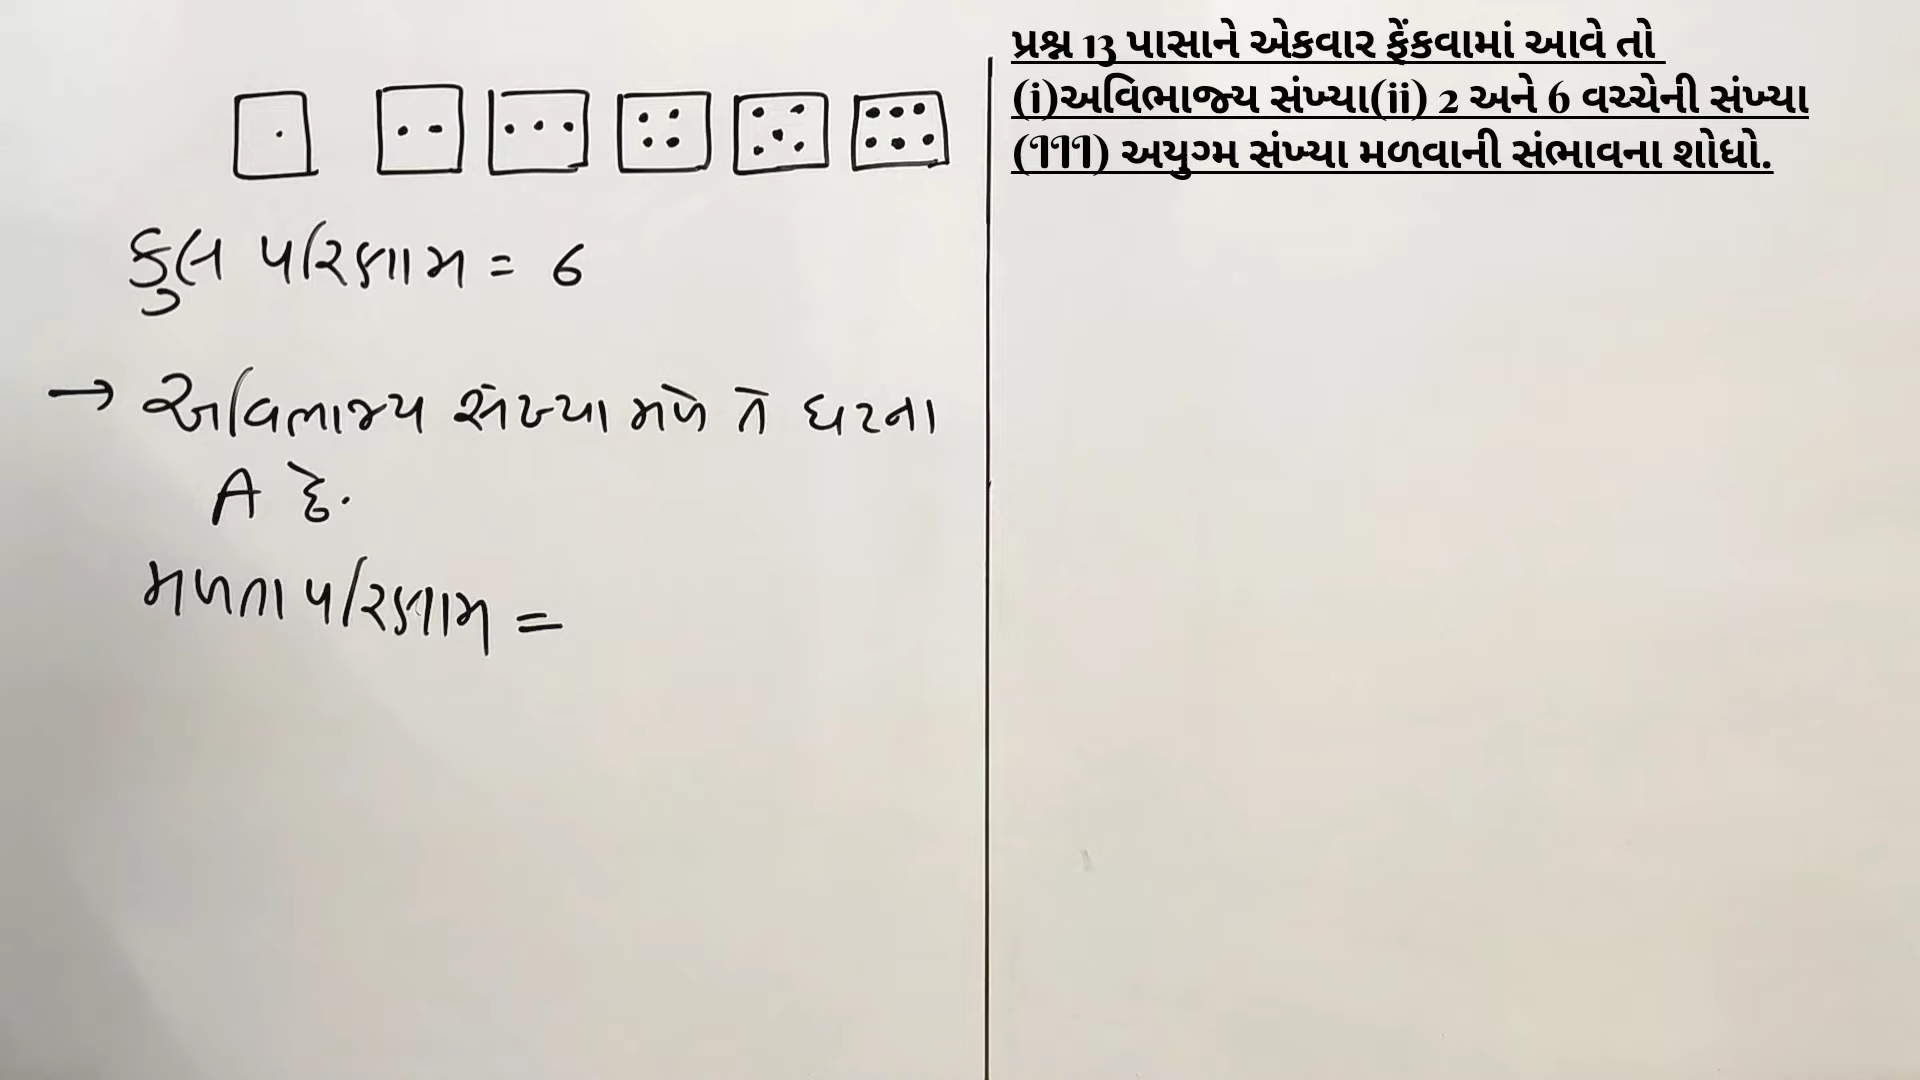 કુલ પરિણામ = 6
→ અવિભાજ્ય સંખ્યા મળે તે ઘટના
A છે.
મળતા પરિણામ =
પ્રશ્ન 13 પાસાને એકવાર ફેંકવામાં આવે તો
(i)અવિભાજ્ય સંખ્યા(ii) 2 અને 6 વચ્ચેની સંખ્યા
(૧૧૧) અયુગ્મ સંખ્યા મળવાની સંભાવના શોધો.